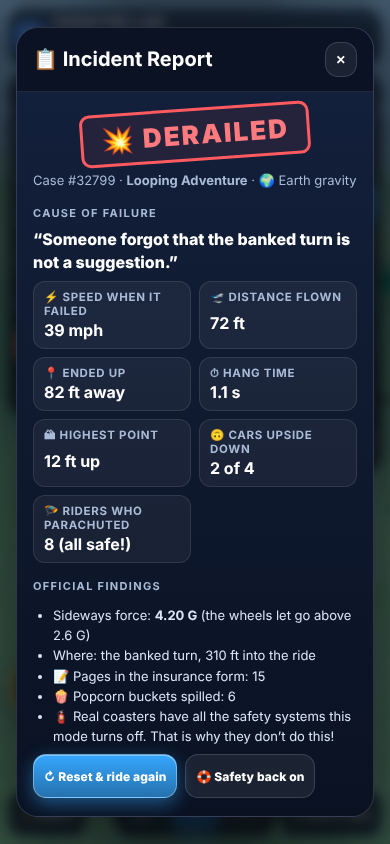 📋 Incident Report
×
💥 DERAILED
Case #32799 · Looping Adventure · 🌍 Earth gravity
CAUSE OF FAILURE
“Someone forgot that the banked turn is
not a suggestion.”
⚡ SPEED WHEN IT
FAILED
39 mph
🛫 DISTANCE FLOWN
72 ft
📍 ENDED UP
82 ft away
⏱ HANG TIME
1.1 s
🏔 HIGHEST POINT
12 ft up
🙃 CARS UPSIDE
DOWN
2 of 4
🪂 RIDERS WHO
PARACHUTED
8 (all safe!)
OFFICIAL FINDINGS
• Sideways force: 4.20 G (the wheels let go above
2.6 G)
• Where: the banked turn, 310 ft into the ride
• 📝 Pages in the insurance form: 15
• 🍿 Popcorn buckets spilled: 6
• 🧯 Real coasters have all the safety systems this
mode turns off. That is why they don’t do this!
↻ Reset & ride again
🛟 Safety back on